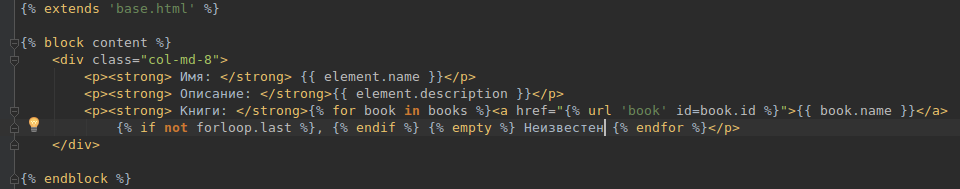 {% extends 'base.html' %}
{% block content %}
<div class="col-md-8">
<p><strong> Имя: </strong> {{ element.name }}</p>
<p><strong> Описание: </strong>{{ element.description }}</p>
<p><strong> Книги: </strong>{% for book in books %}<a href="{% url 'book' id=book.id %}">{{ book.name }}</a>
{% if not forloop.last %}, {% endif %} {% empty %} Неизвестен {% endfor %}</p>
</div>
{% endblock %}